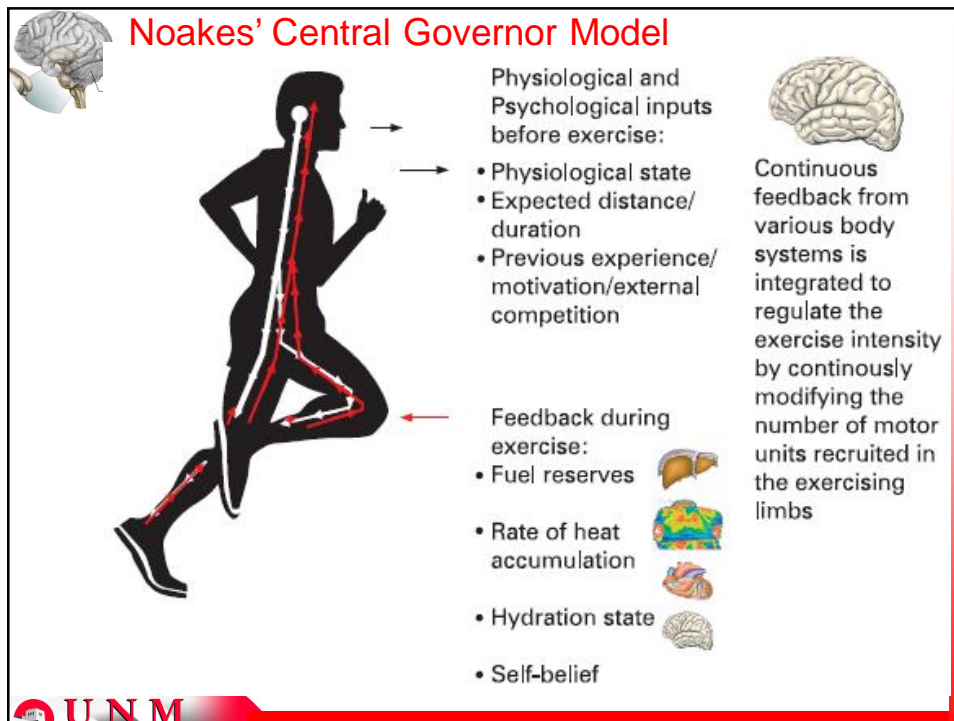 Noakes’ Central Governor Model
Physiological and
Psychological inputs
before exercise:
• Physiological state
• Expected distance/
duration
• Previous experience/
motivation/external
competition
Feedback during
exercise:
• Fuel reserves
• Rate of heat
accumulation
• Hydration state
• Self-belief
Continuous
feedback from
various body
systems is
integrated to
regulate the
exercise intensity
by continously
modifying the
number of motor
units recruited in
the exercising
limbs
UNM